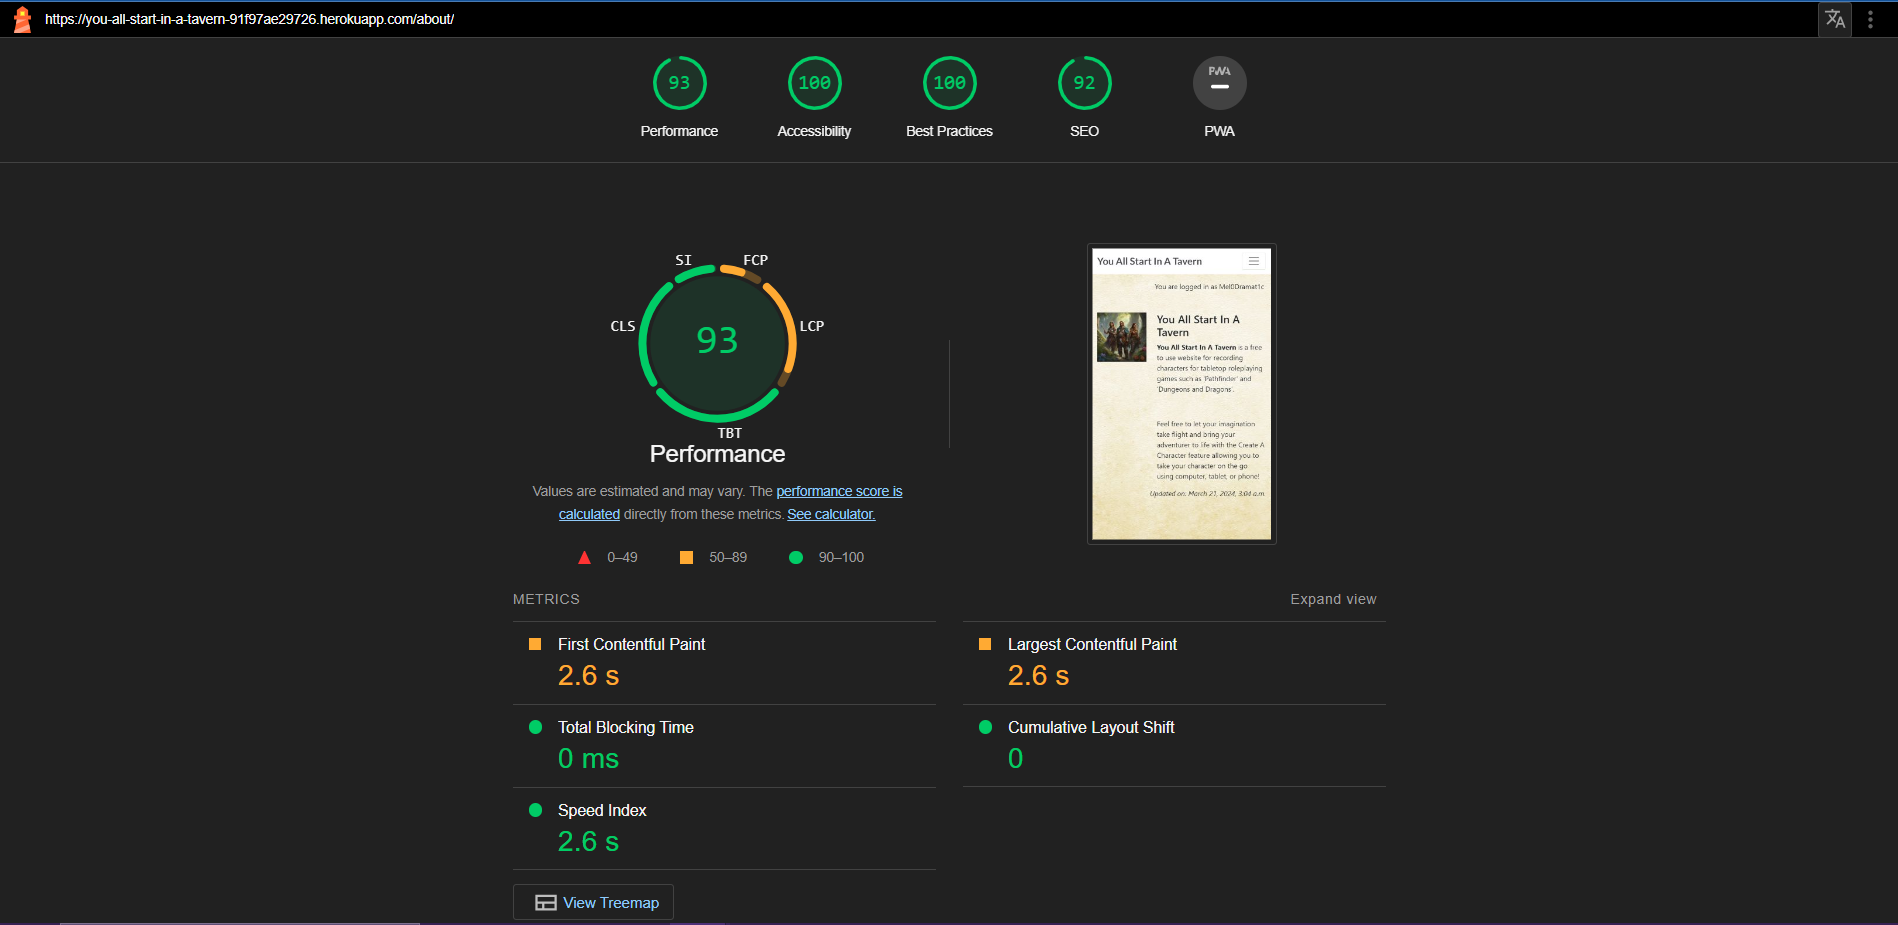 https://you-all-start-in-a-tavern-91f97ae29726.herokuapp.com/about/
93 100 100 92 PWA
Performance Accessibility Best Practices SEO PWA
SI FCP
CLS LCP
93
TBT
Performance
Values are estimated and may vary. The performance score is
calculated directly from these metrics. See calculator.
0–49 50–89 90–100
You All Start In A Tavern
You are logged in as Mel0Dramat1c
You All Start In A
Tavern
You All Start In A Tavern is a free
to use website for recording
characters for tabletop roleplaying
games such as 'Pathfinder' and
'Dungeons and Dragons'.
Feel free to let your imagination
take flight and bring your
adventurer to life with the Create A
Character feature allowing you to
take your character on the go
using computer, tablet, or phone!
Updated on: March 21, 2024, 3:04 a.m.
METRICS Expand view
First Contentful Paint
2.6 s
Largest Contentful Paint
2.6 s
Total Blocking Time
0 ms
Cumulative Layout Shift
0
Speed Index
2.6 s
View Treemap